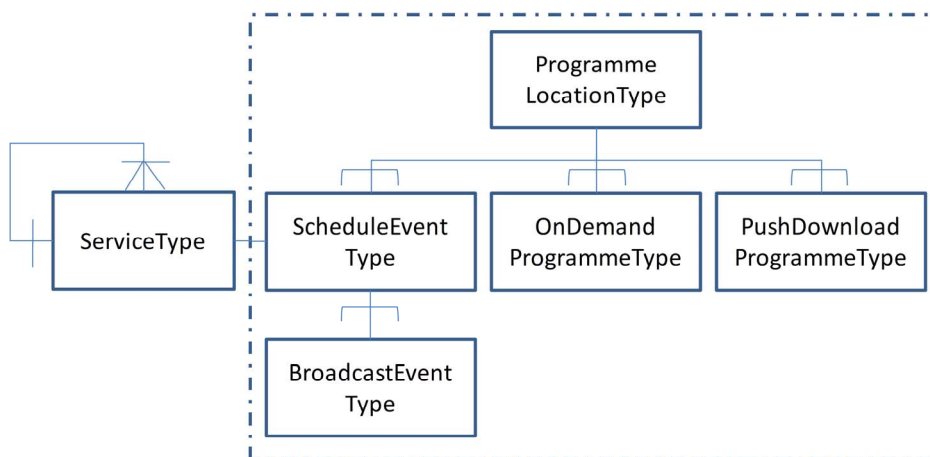 Programme
LocationType
ServiceType
ScheduleEvent
Type
OnDemand
ProgrammeType
PushDownload
ProgrammeType
BroadcastEvent
Type